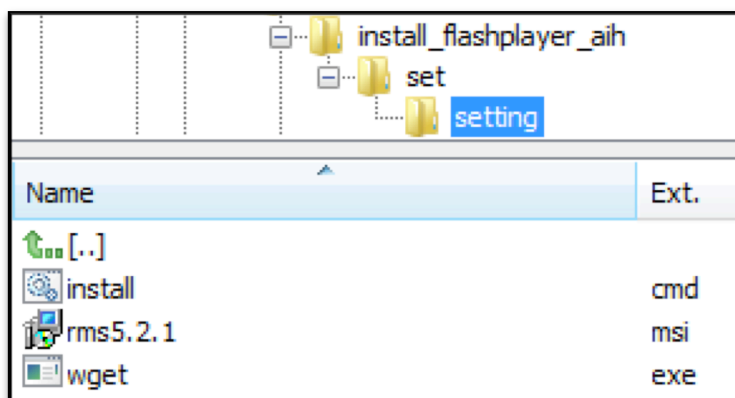 install_flashplayer_aih
set
setting
Name Ext.
[..]
install cmd
rms5.2.1 msi
wget exe